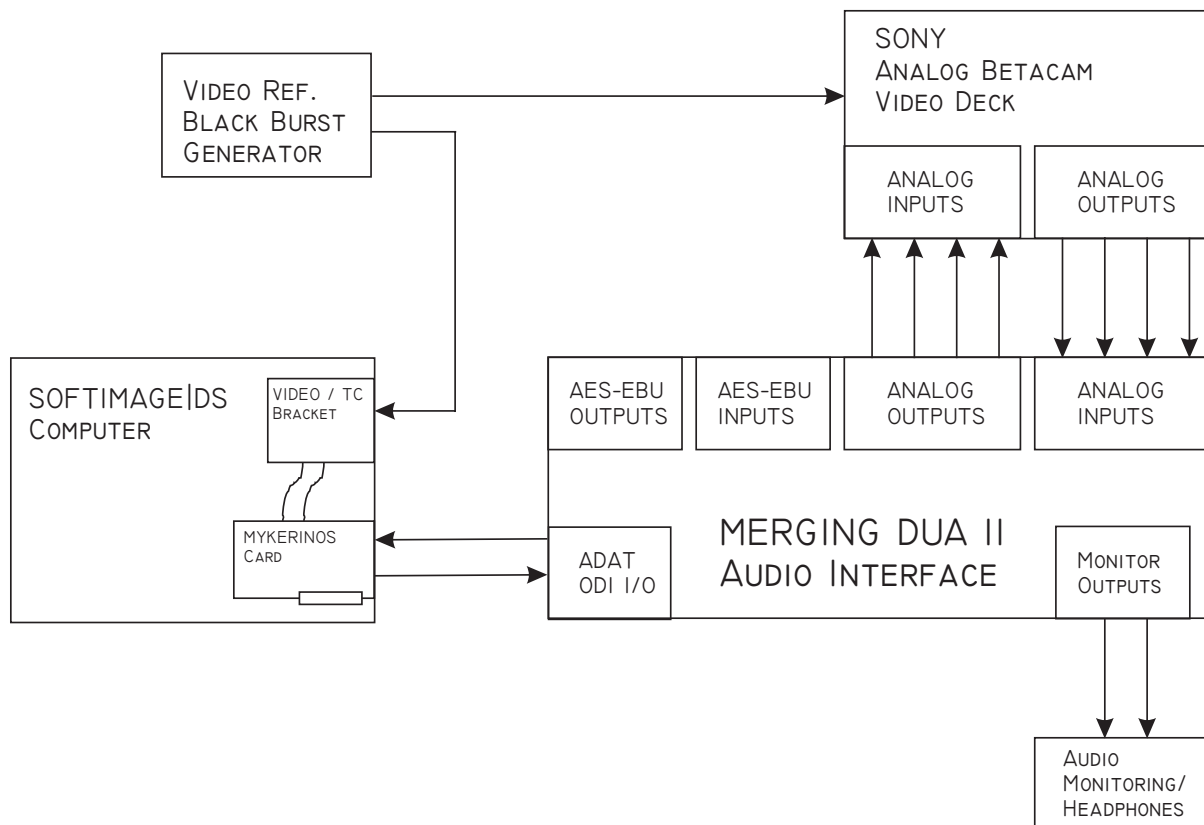 SONY
ANALOG BETACAM
VIDEO DECK
VIDEO REF.
BLACK BURST
GENERATOR
ANALOG
INPUTS
ANALOG
OUTPUTS
SOFTIMAGE|DS
COMPUTER
VIDEO / TC
BRACKET
AES-EBU
OUTPUTS
AES-EBU
INPUTS
ANALOG
OUTPUTS
ANALOG
INPUTS
MYKERINOS
CARD
ADAT
ODI I/O
MERGING DUA II
AUDIO INTERFACE
MONITOR
OUTPUTS
AUDIO
MONITORING/
HEADPHONES